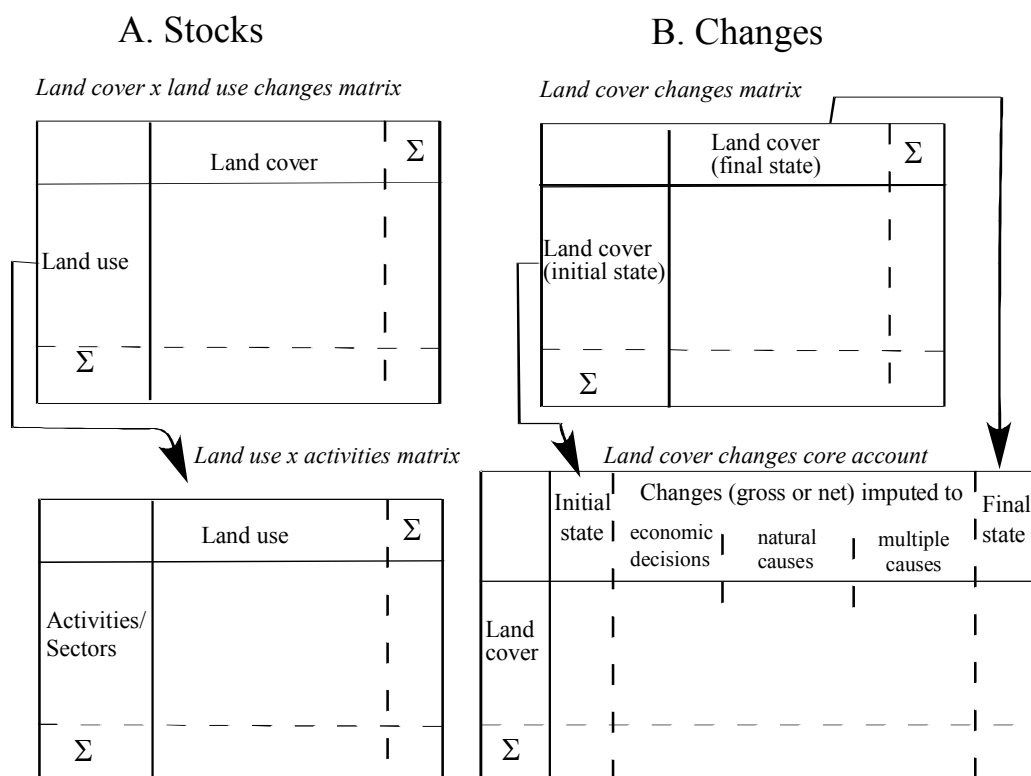 A. Stocks
Land cover x land use changes matrix
Land cover
Σ
Land use
Σ
Land use x activities matrix
Land use
Σ
Activities/
Sectors
Σ
B. Changes
Land cover changes matrix
Land cover
(final state)
Σ
Land cover
(initial state)
Σ
Land cover changes core account
Initial
state
Changes (gross or net) imputed to
economic
decisions
natural
causes
multiple
causes
Final
state
Land
cover
Σ